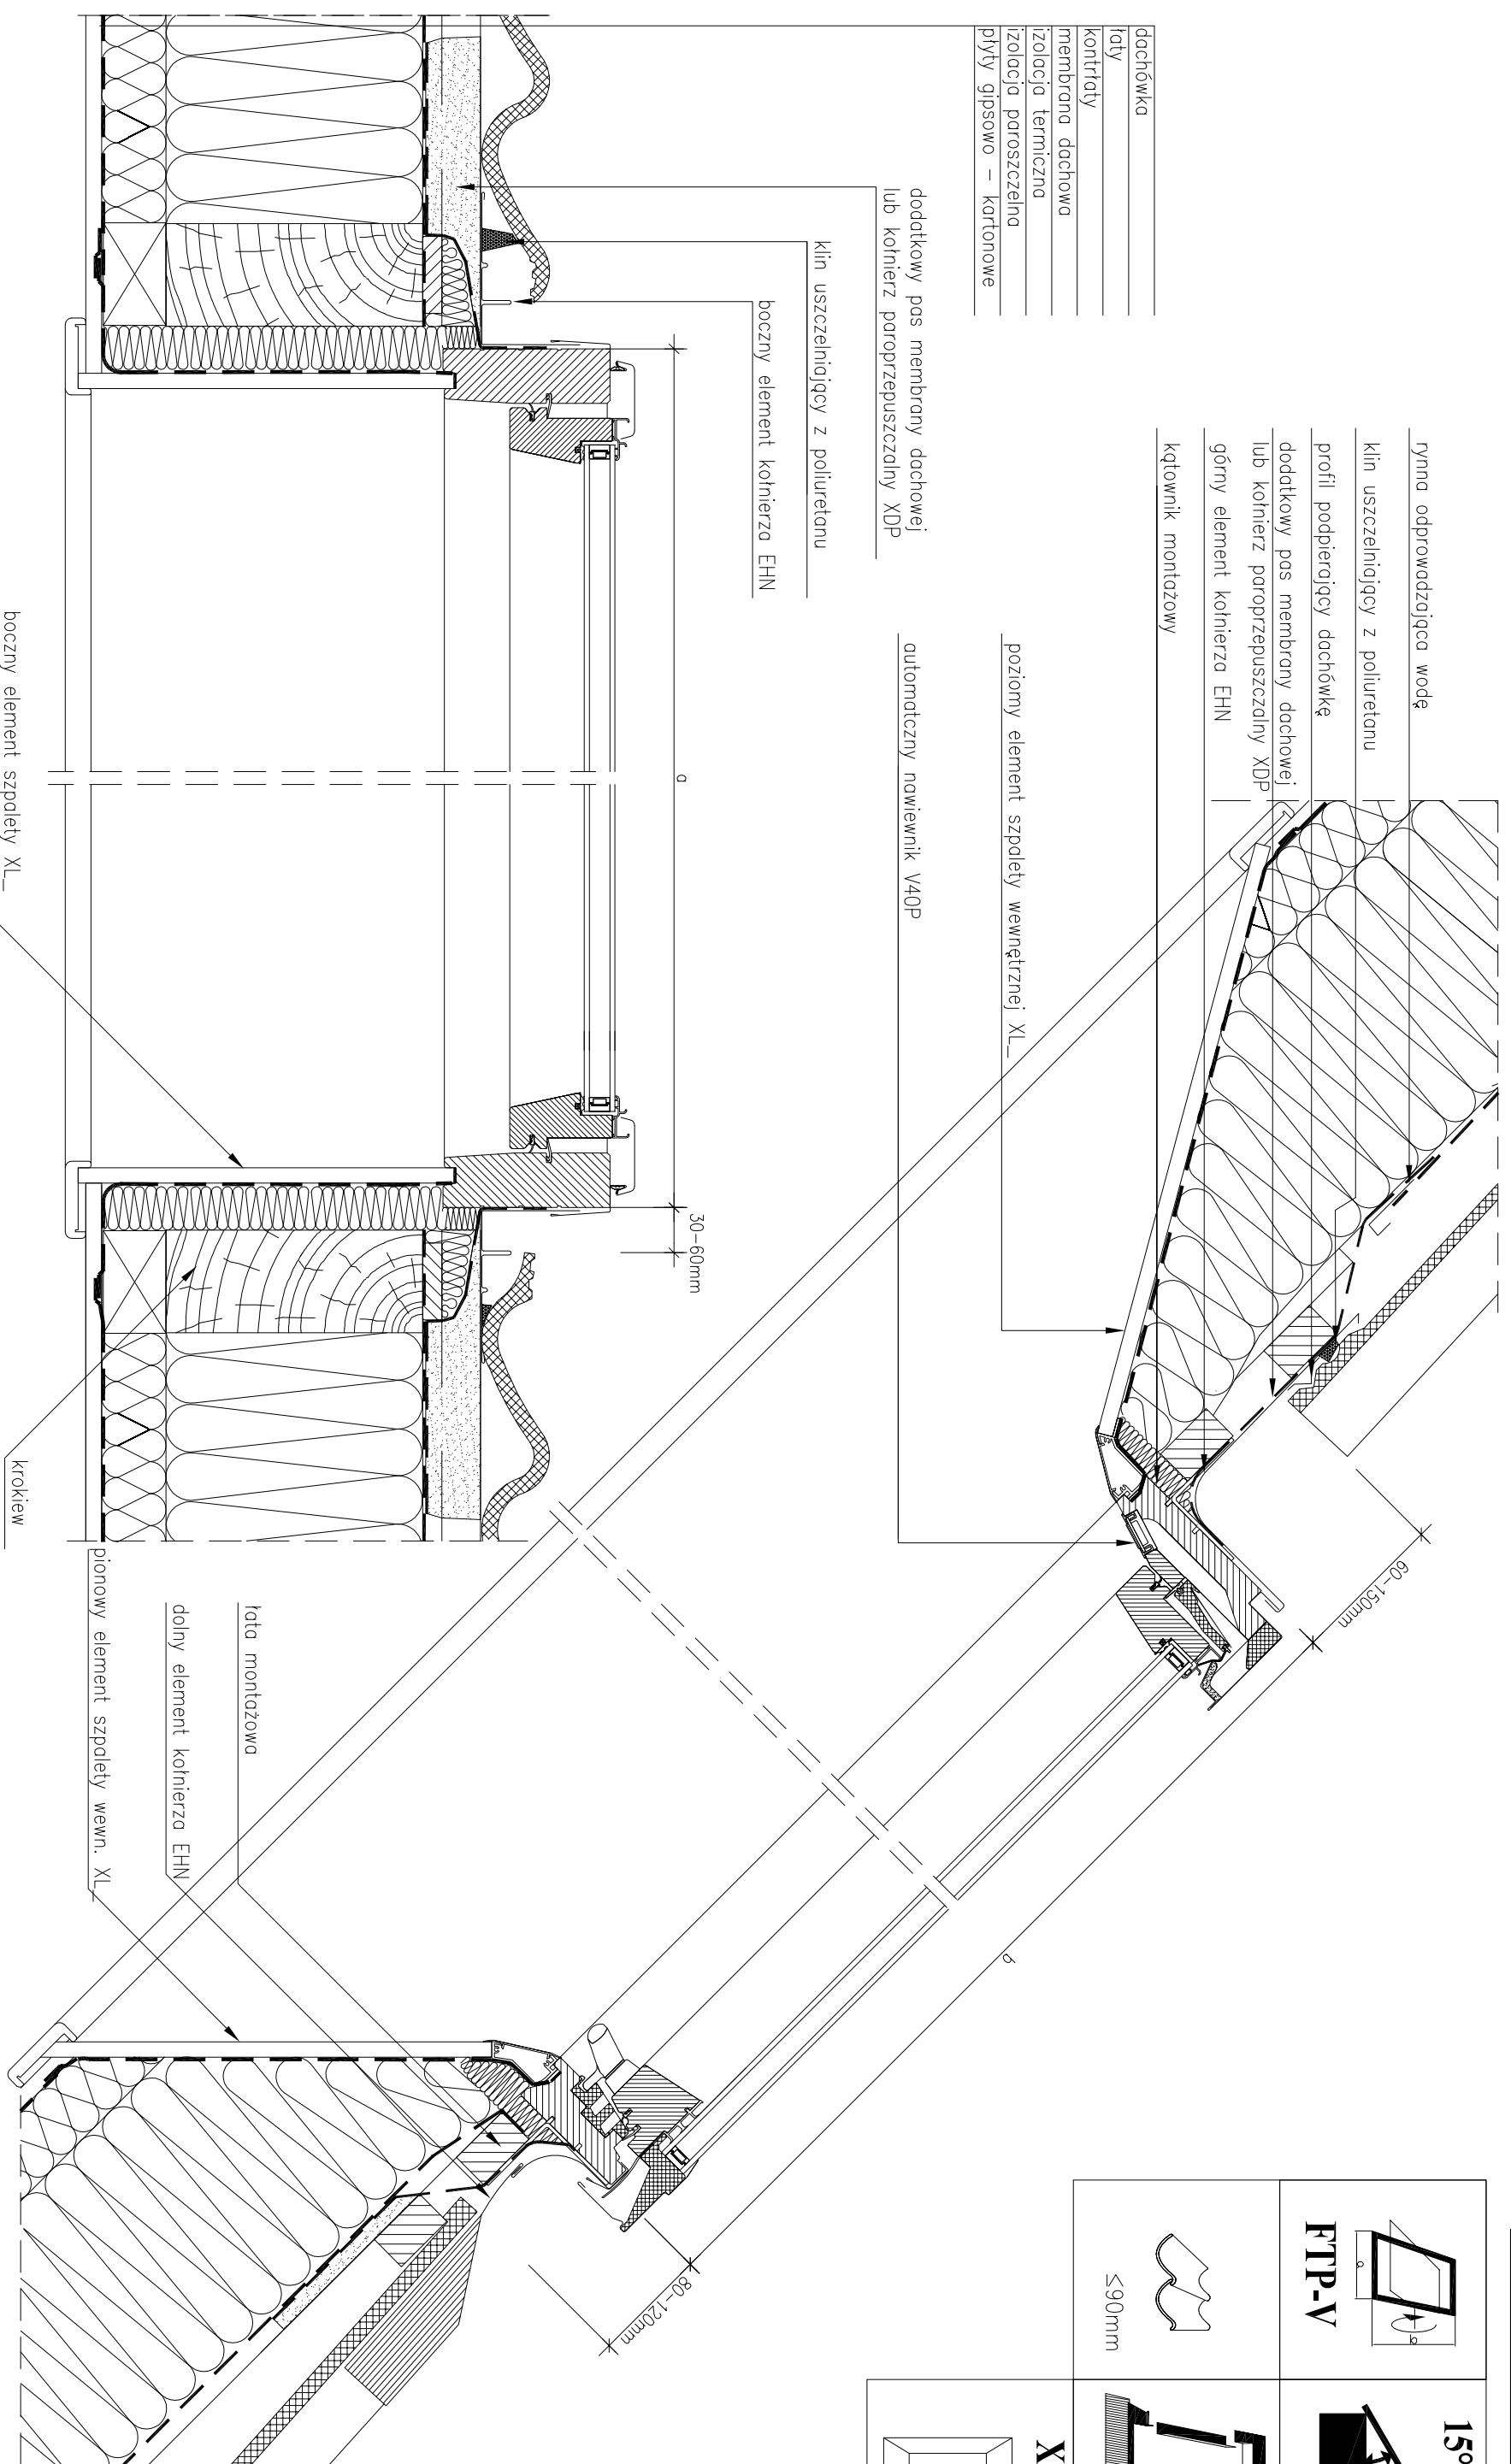 dachówka
łaty
kontrłaty
membrana dachowa
izolacja termiczna
izolacja paroszczelna
płyty gipsowo – kartonowe
dodatkowy pas membrany dachowej
lub kołnierz paroprzepuszczalny XDP
klin uszczelniający z poliuretanu
boczny element kołnierza EHN
rynna odprowadzająca wodę
klin uszczelniający z poliuretanu
profil podpierający dachówkę
dodatkowy pas membrany dachowej
lub kołnierz paroprzepuszczalny XDP
górny element kołnierza EHN
kątownik montażowy
poziomy element szpalety wewnętrznej XL_
automatczny nawiewnik V40P
a
30–60mm
boczny element szpalety XL_
krokiew
60–150mm
b
łata montażowa
dolny element kołnierza EHN
pionowy element szpalety wewn. XL_
80–120mm
a
b
FTP-V
15°
≤90mm
X